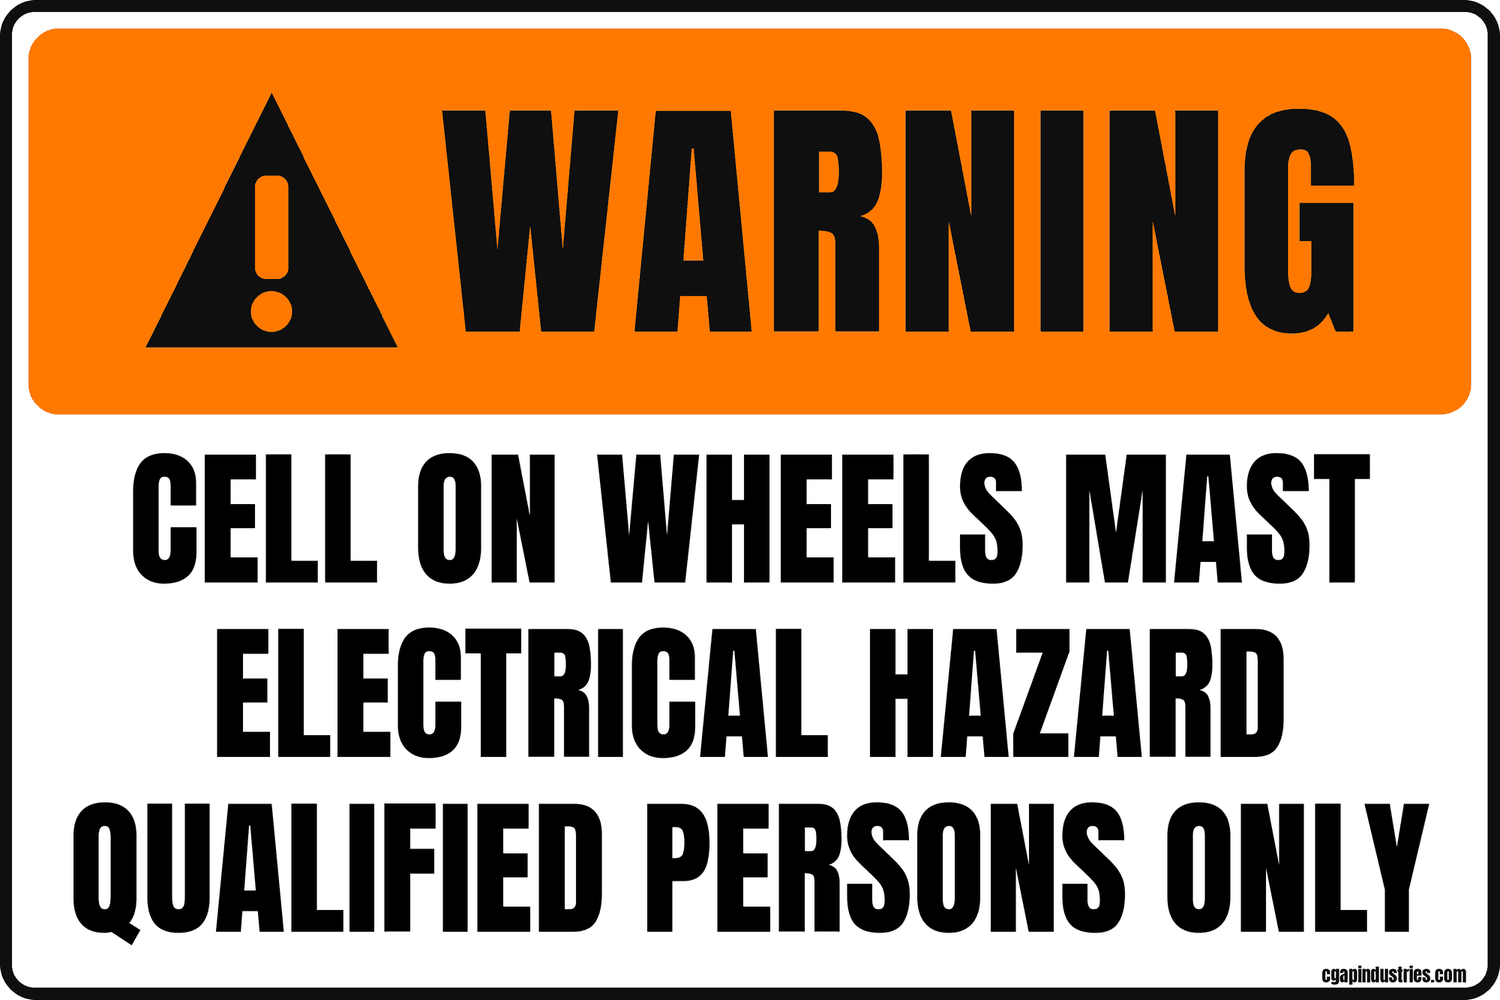 WARNING
CELL ON WHEELS MAST
ELECTRICAL HAZARD
QUALIFIED PERSONS ONLY
cgapindustries.com